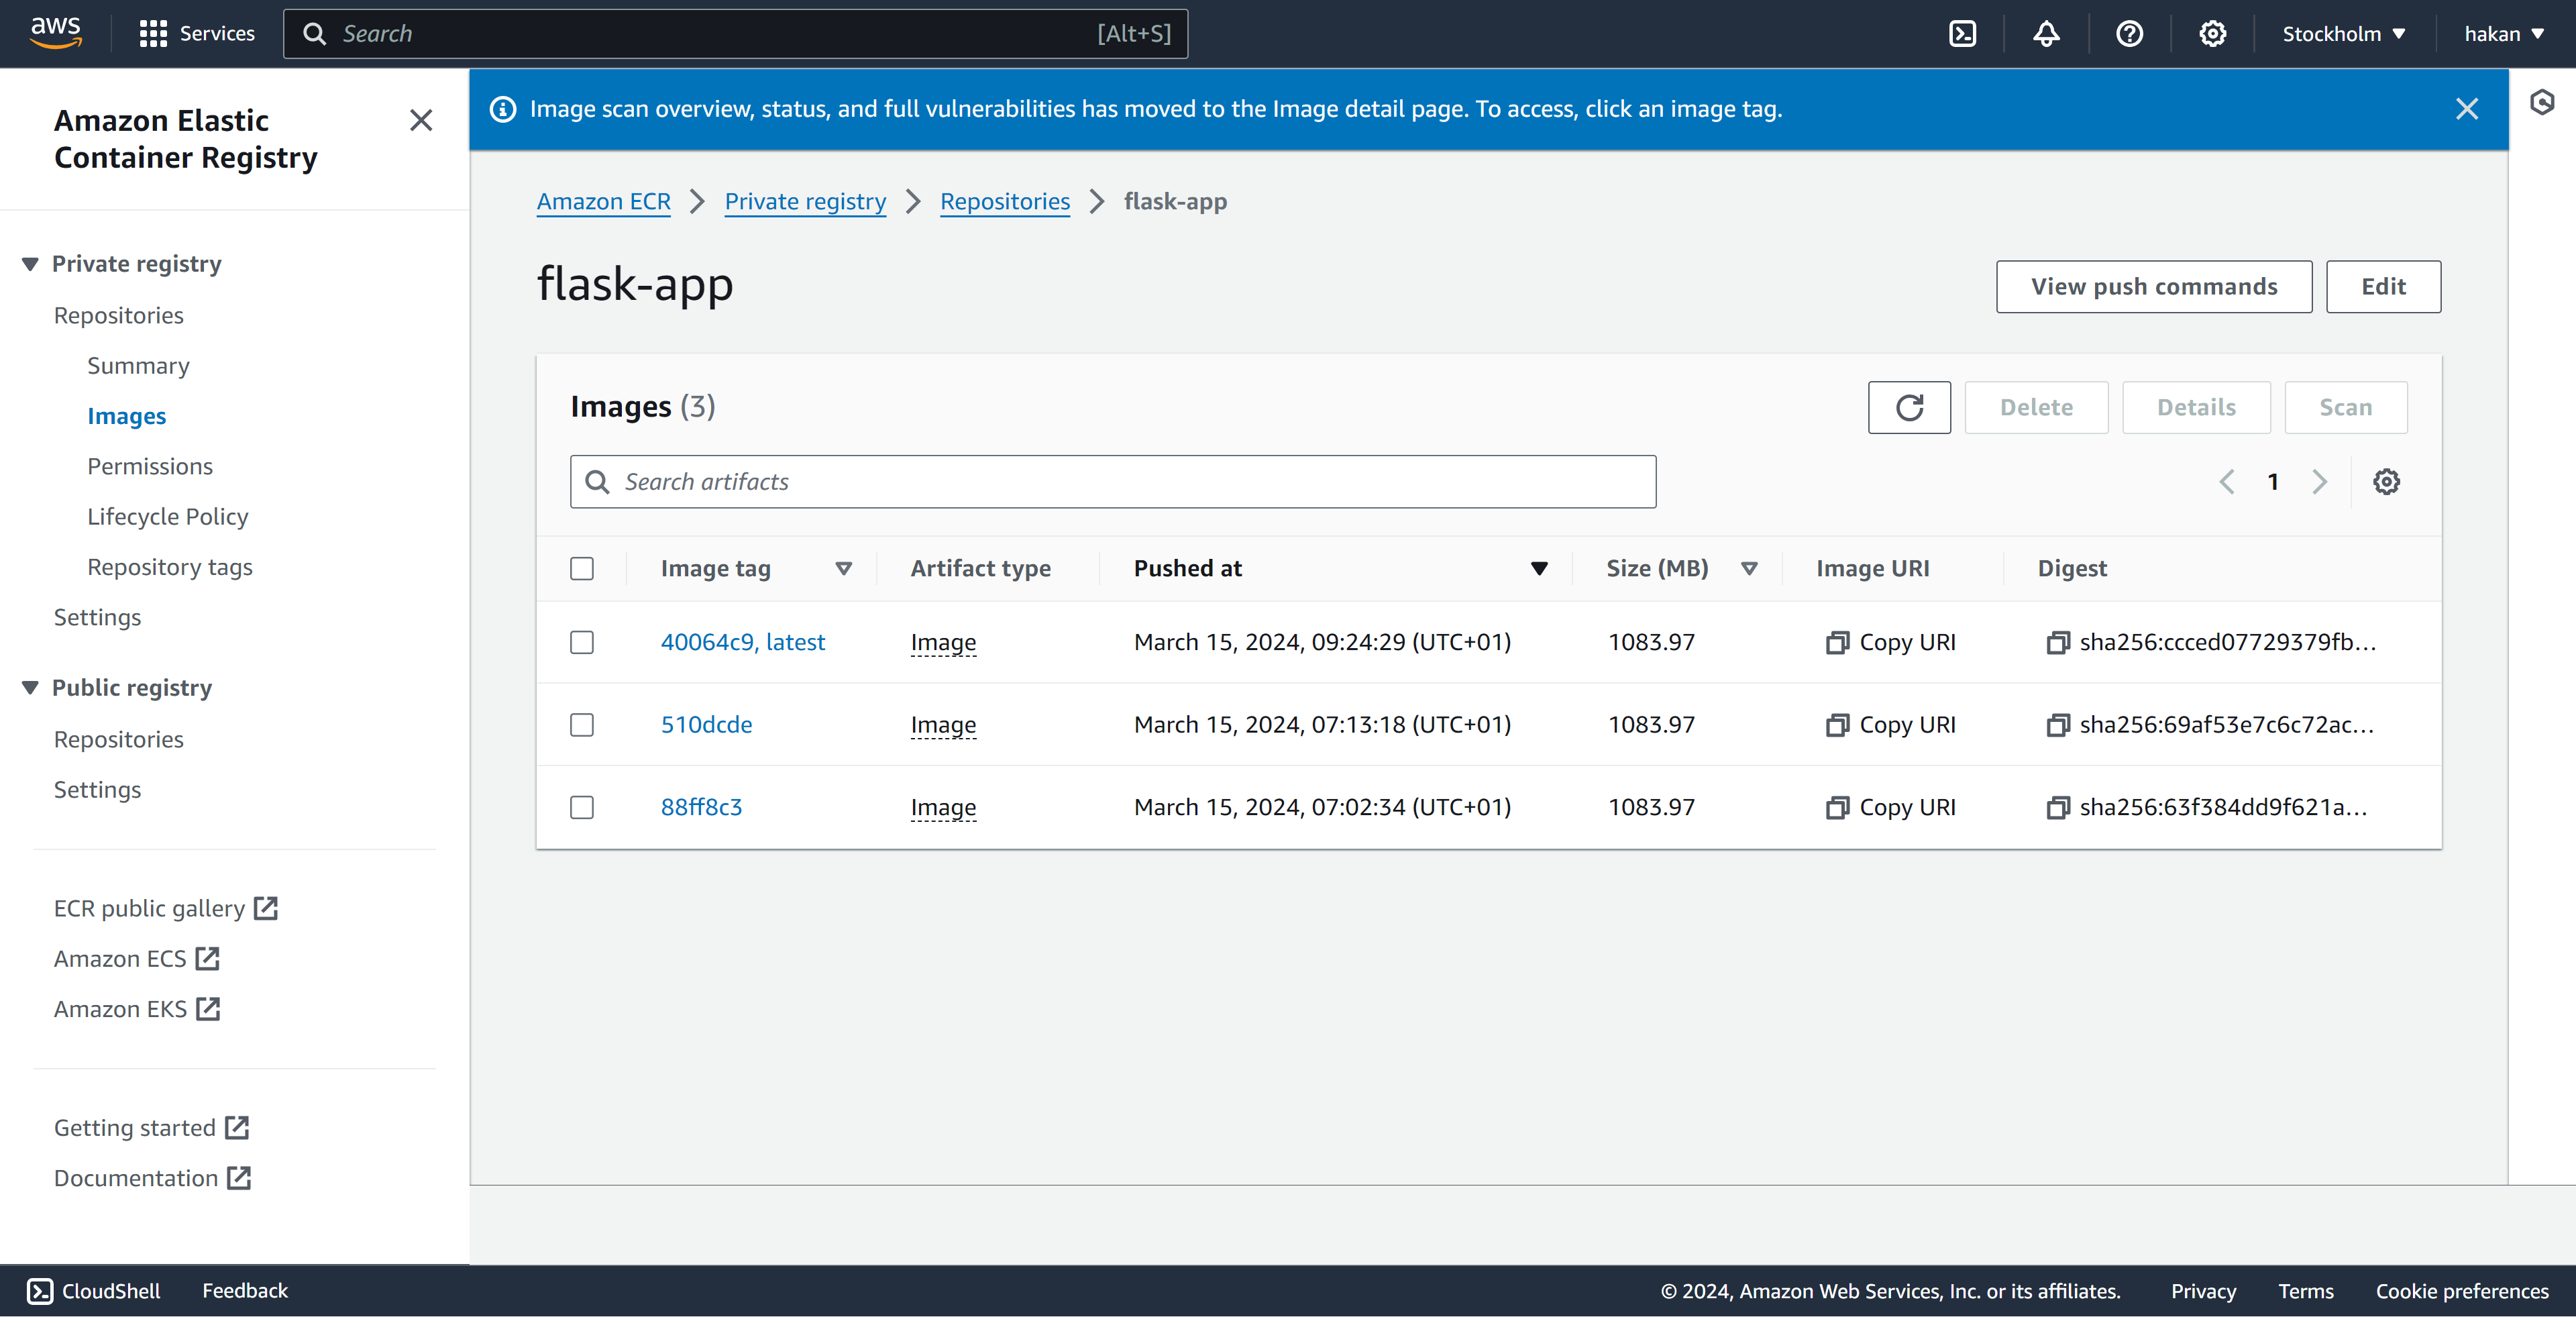 aws Services Search [Alt+S] Stockholm hakan
Amazon Elastic
Container Registry
Private registry
Repositories
Summary
Images
Permissions
Lifecycle Policy
Repository tags
Settings
Public registry
Repositories
Settings
ECR public gallery
Amazon ECS
Amazon EKS
Getting started
Documentation
Image scan overview, status, and full vulnerabilities has moved to the Image detail page. To access, click an image tag.
Amazon ECR Private registry Repositories flask-app
flask-app View push commands Edit
Images (3) Delete Details Scan
Search artifacts 1
Image tag Artifact type Pushed at Size (MB) Image URI Digest
40064c9, latest Image March 15, 2024, 09:24:29 (UTC+01) 1083.97 Copy URI sha256:ccced07729379fb...
510dcde Image March 15, 2024, 07:13:18 (UTC+01) 1083.97 Copy URI sha256:69af53e7c6c72ac...
88ff8c3 Image March 15, 2024, 07:02:34 (UTC+01) 1083.97 Copy URI sha256:63f384dd9f621a...
CloudShell Feedback © 2024, Amazon Web Services, Inc. or its affiliates. Privacy Terms Cookie preferences